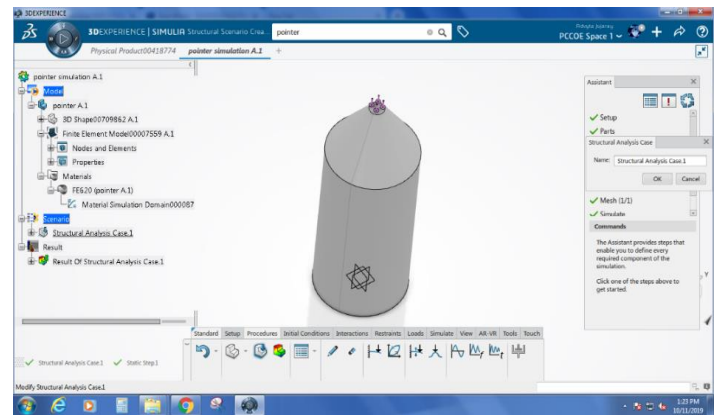 3DEXPERIENCE
3DEXPERIENCE | SIMULIA Structural Scenario Crea...
pointer
PCCOE Space 1
Physical Product00418774
pointer simulation A.1
pointer simulation A.1
Model
pointer A.1
3D Shape00709862 A.1
Finite Element Model00007559 A.1
Nodes and Elements
Properties
Materials
FE620 (pointer A.1)
Material Simulation Domain000087
Scenario
Structural Analysis Case.1
Result
Result Of Structural Analysis Case.1
Assistant
Setup
Parts
Structural Analysis Case
Name: Structural Analysis Case.1
OK Cancel
Mesh (1/1)
Simulate
Commands
The Assistant provides steps that
enable you to define every
required component of the
simulation.
Click one of the steps above to
get started.
Y
Standard Setup Procedures Initial Conditions Interactions Restraints Loads Simulate View AR-VR Tools Touch
Structural Analysis Case.1 Static Step.1
Modify Structural Analysis Case.1
1:23 PM
10/11/2019